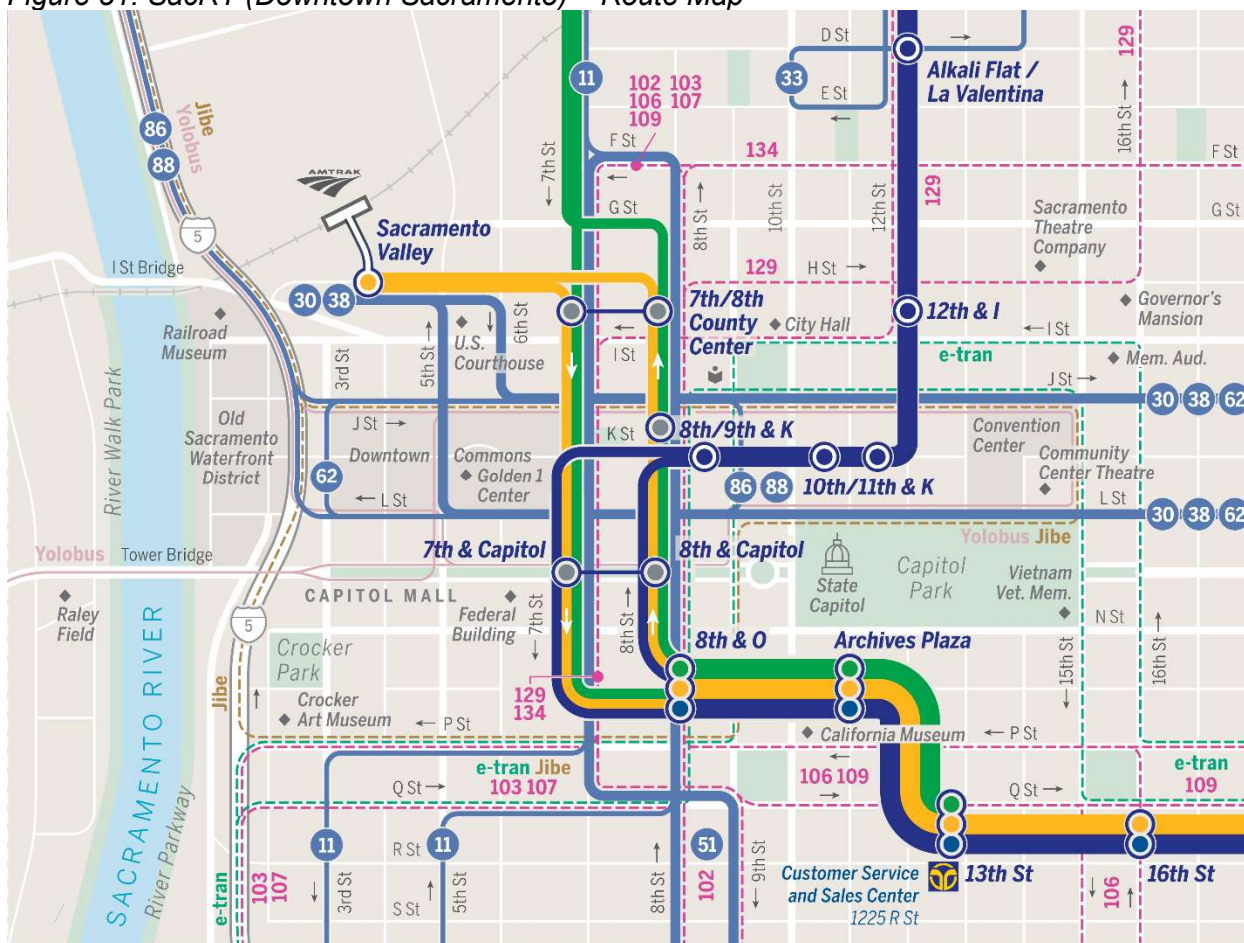 Figure 31: SacRT (Downtown Sacramento) – Route Map
D St →
11
33
Alkali Flat /
La Valentina
129
102 103
106 107
109
E St
←
86
88
Jibe
Yolobus
← 7th St
F St
←
134
16th St →
F St
AMTRAK
G St
8th St →
10th St
12th St
←
129
Sacramento
Theatre
Company
G St
5
Sacramento
Valley
I St Bridge
129
H St →
30 38
7th/8th
County
Center
12th & I
Governor's
Mansion
Railroad
Museum
5th St →
U.S.
Courthouse
← 6th St
←
I St
City Hall
← I St
e-tran
Mem. Aud.
3rd St
J St →
30 38 62
River Walk Park
Old
Sacramento
Waterfront
District
J St →
K St
8th/9th & K
Convention
Center
Downtown
Commons
62
Golden 1
Center
86 88
10th/11th & K
Community
Center Theatre
← L St
L St
30 38 62
Yolobus
Tower Bridge
7th & Capitol
8th & Capitol
Yolobus Jibe
State
Capitol
Capitol
Park
Vietnam
Vet. Mem.
CAPITOL MALL
Raley
Field
Federal
Building
← 7th St
8th St →
N St
5
8th & O
Archives Plaza
← 15th St
16th St →
Crocker
Park
Jibe
→
129
134
Crocker
Art Museum
← P St
California Museum
← P St
SACRAMENTO RIVER
River Parkway
e-tran Jibe
103 107
Q St →
←
106 109
→
Q St →
e-tran
109
11
R St
11
51
103
107
e-tran
← 3rd St
S St
5th St →
8th St →
102
← 9th St
Customer Service
and Sales Center
1225 R St
13th St
16th St
← 106 →